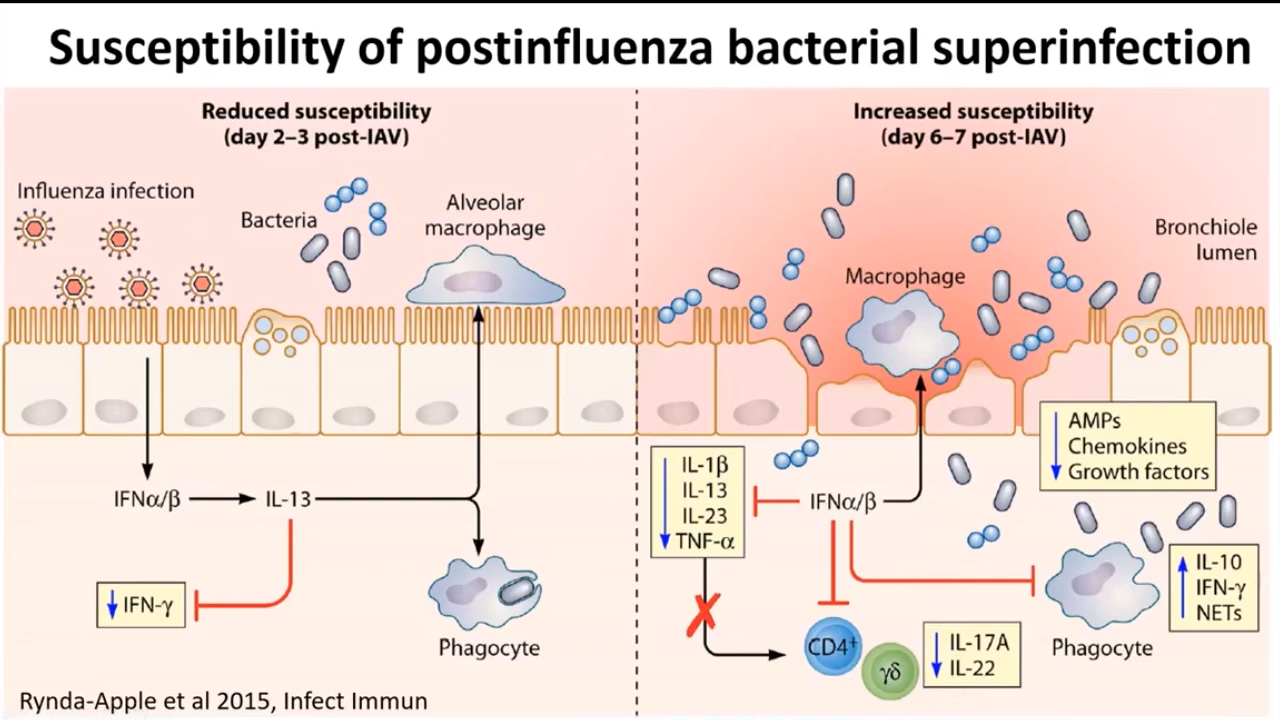 Susceptibility of postinfluenza bacterial superinfection
Reduced susceptibility
(day 2–3 post-IAV)
Influenza infection
Bacteria
Alveolar
macrophage
IFNα/β
IL-13
IFN-γ
Phagocyte
Rynda-Apple et al 2015, Infect Immun
Increased susceptibility
(day 6–7 post-IAV)
Bronchiole
lumen
Macrophage
AMPs
Chemokines
Growth factors
IL-1β
IL-13
IL-23
TNF-α
IFNα/β
IL-10
IFN-γ
NETs
CD4+
γδ
IL-17A
IL-22
Phagocyte